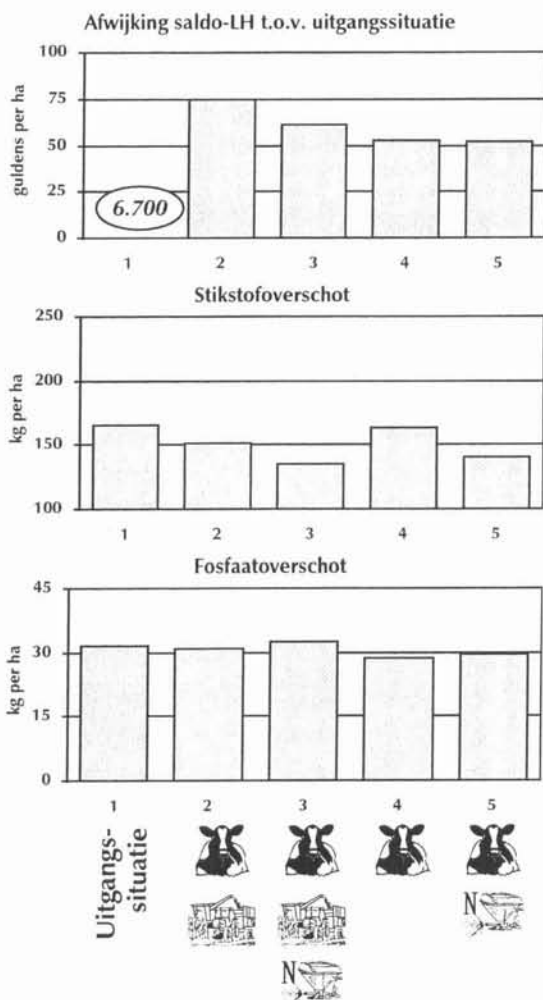 Afwijking saldo-LH t.o.v. uitgangssituatie
guldens per ha
100
75
50
25
0
6.700
1 2 3 4 5
Stikstofoverschot
kg per ha
250
200
150
100
1 2 3 4 5
Fosfaatoverschot
kg per ha
45
30
15
0
1 2 3 4 5
Uitgangs-
situatie
N
N